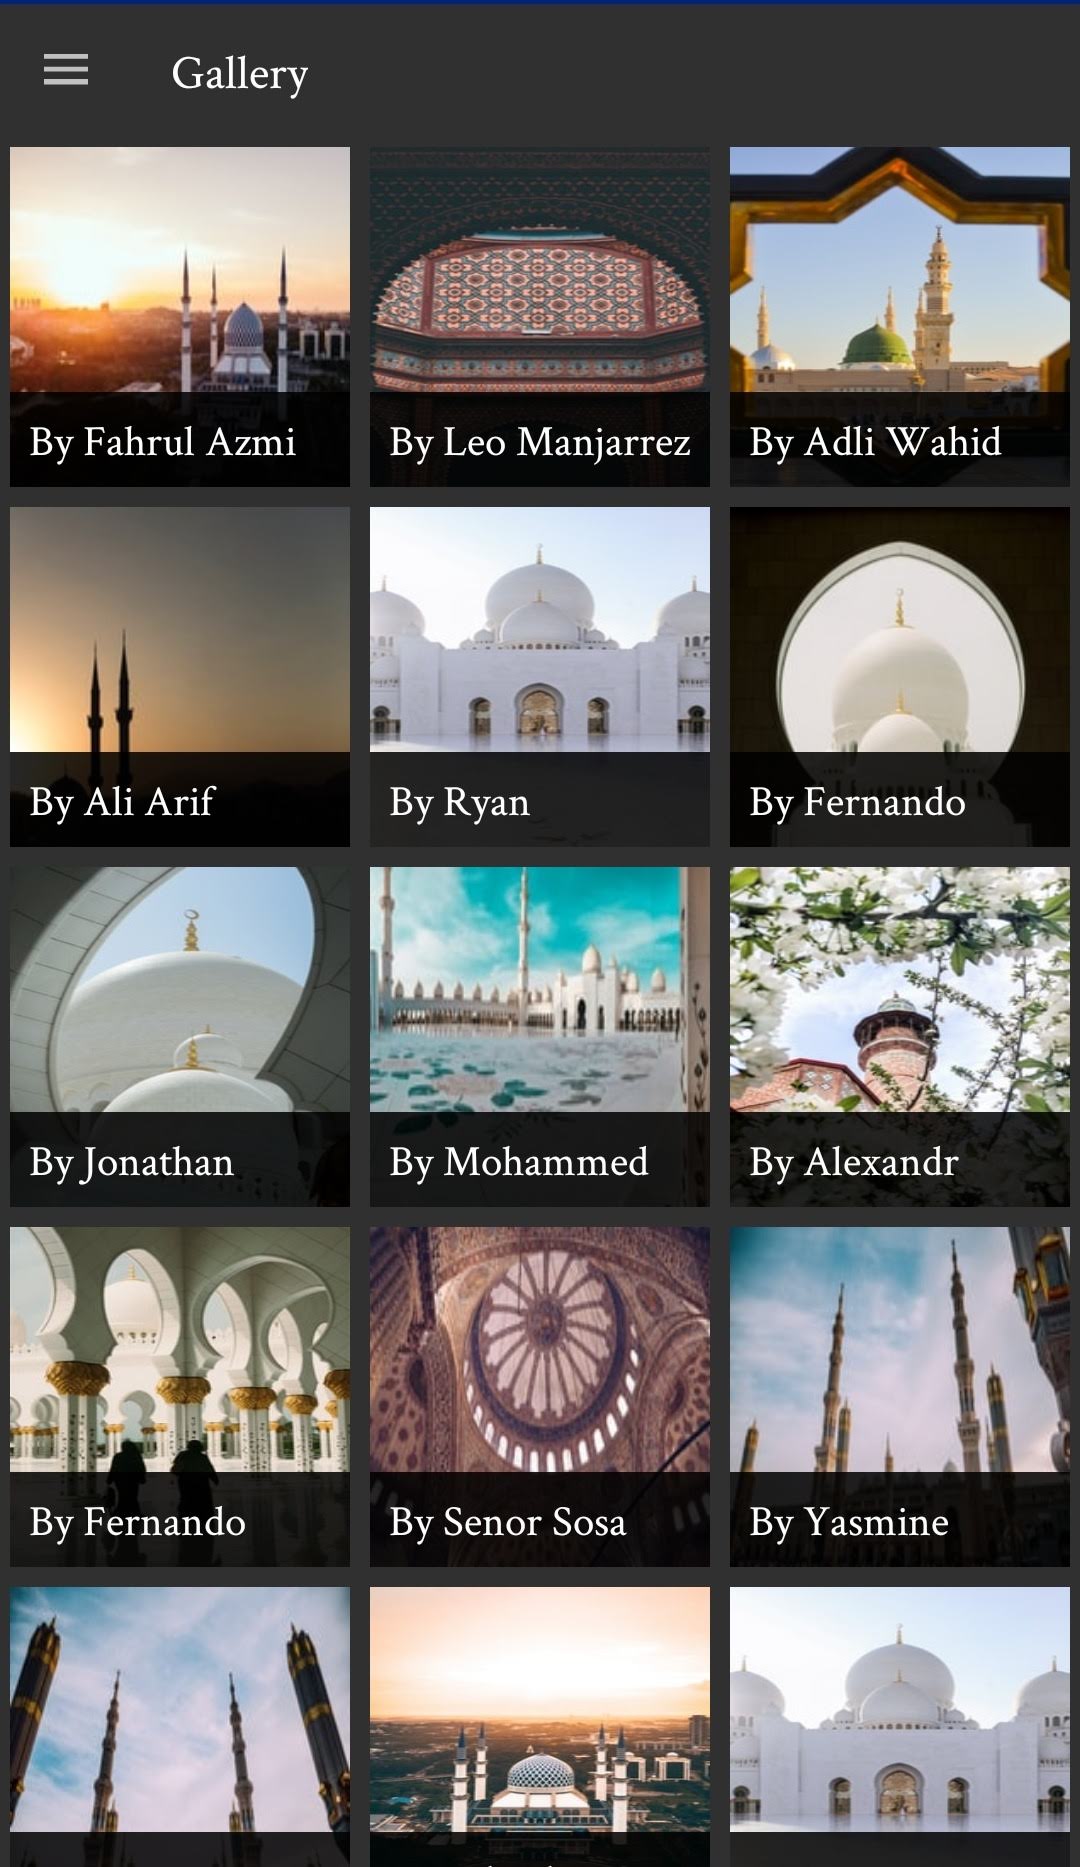 Gallery
By Fahrul Azmi
By Leo Manjarrez
By Adli Wahid
By Ali Arif
By Ryan
By Fernando
By Jonathan
By Mohammed
By Alexandr
By Fernando
By Senor Sosa
By Yasmine